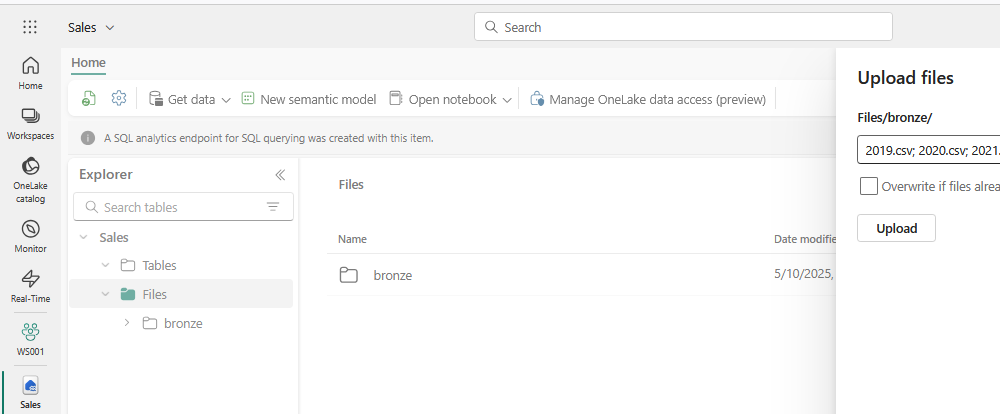 Sales
Search
Home
Home
Get data
New semantic model
Open notebook
Manage OneLake data access (preview)
Workspaces
A SQL analytics endpoint for SQL querying was created with this item.
OneLake
catalog
Monitor
Real-Time
WS001
Sales
Explorer
Search tables
Sales
Tables
Files
bronze
Files
Name
Date modifie
bronze
5/10/2025,
Upload files
Files/bronze/
2019.csv; 2020.csv; 2021.
Overwrite if files alrea
Upload